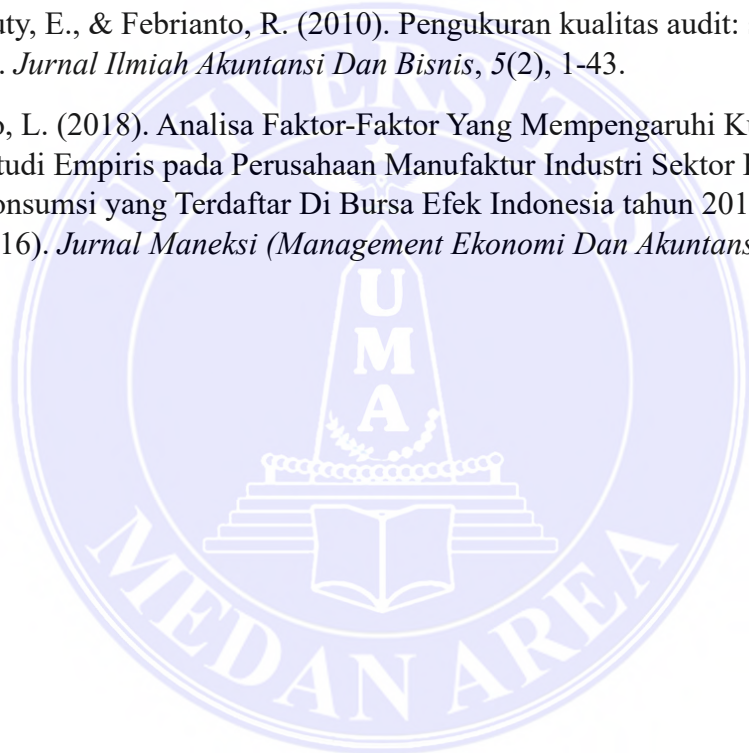 uty, E., & Febrianto, R. (2010). Pengukuran kualitas audit:
. Jurnal Ilmiah Akuntansi Dan Bisnis, 5(2), 1-43.
o, L. (2018). Analisa Faktor-Faktor Yang Mempengaruhi Ku
tudi Empiris pada Perusahaan Manufaktur Industri Sektor
onsumsi yang Terdaftar Di Bursa Efek Indonesia tahun 201
16). Jurnal Maneksi (Management Ekonomi Dan Akuntans
UNIVERSITAS
UMA
MEDAN AREA